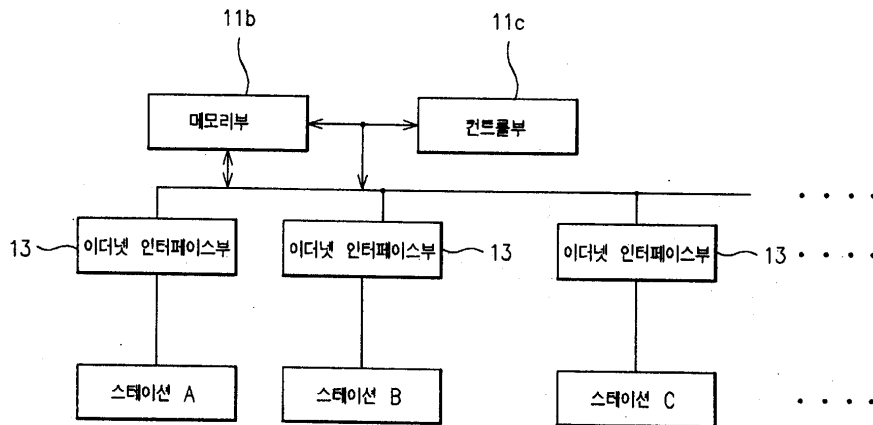 11b
11c
메모리부
컨트롤부
13
이더넷 인터페이스부
이더넷 인터페이스부
13
이더넷 인터페이스부
13
스테이션 A
스테이션 B
스테이션 C